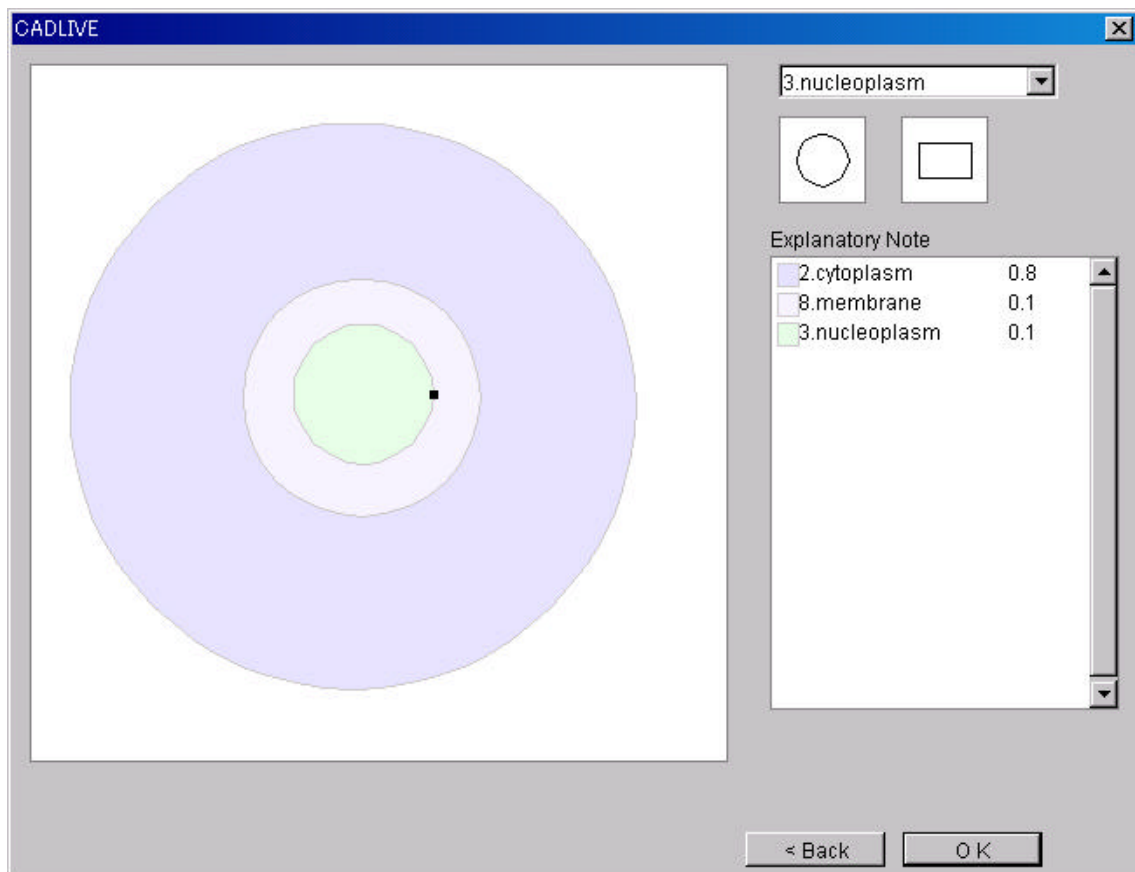 CADLIVE
3.nucleoplasm
Explanatory Note
2.cytoplasm 0.8
8.membrane 0.1
3.nucleoplasm 0.1
< Back
OK